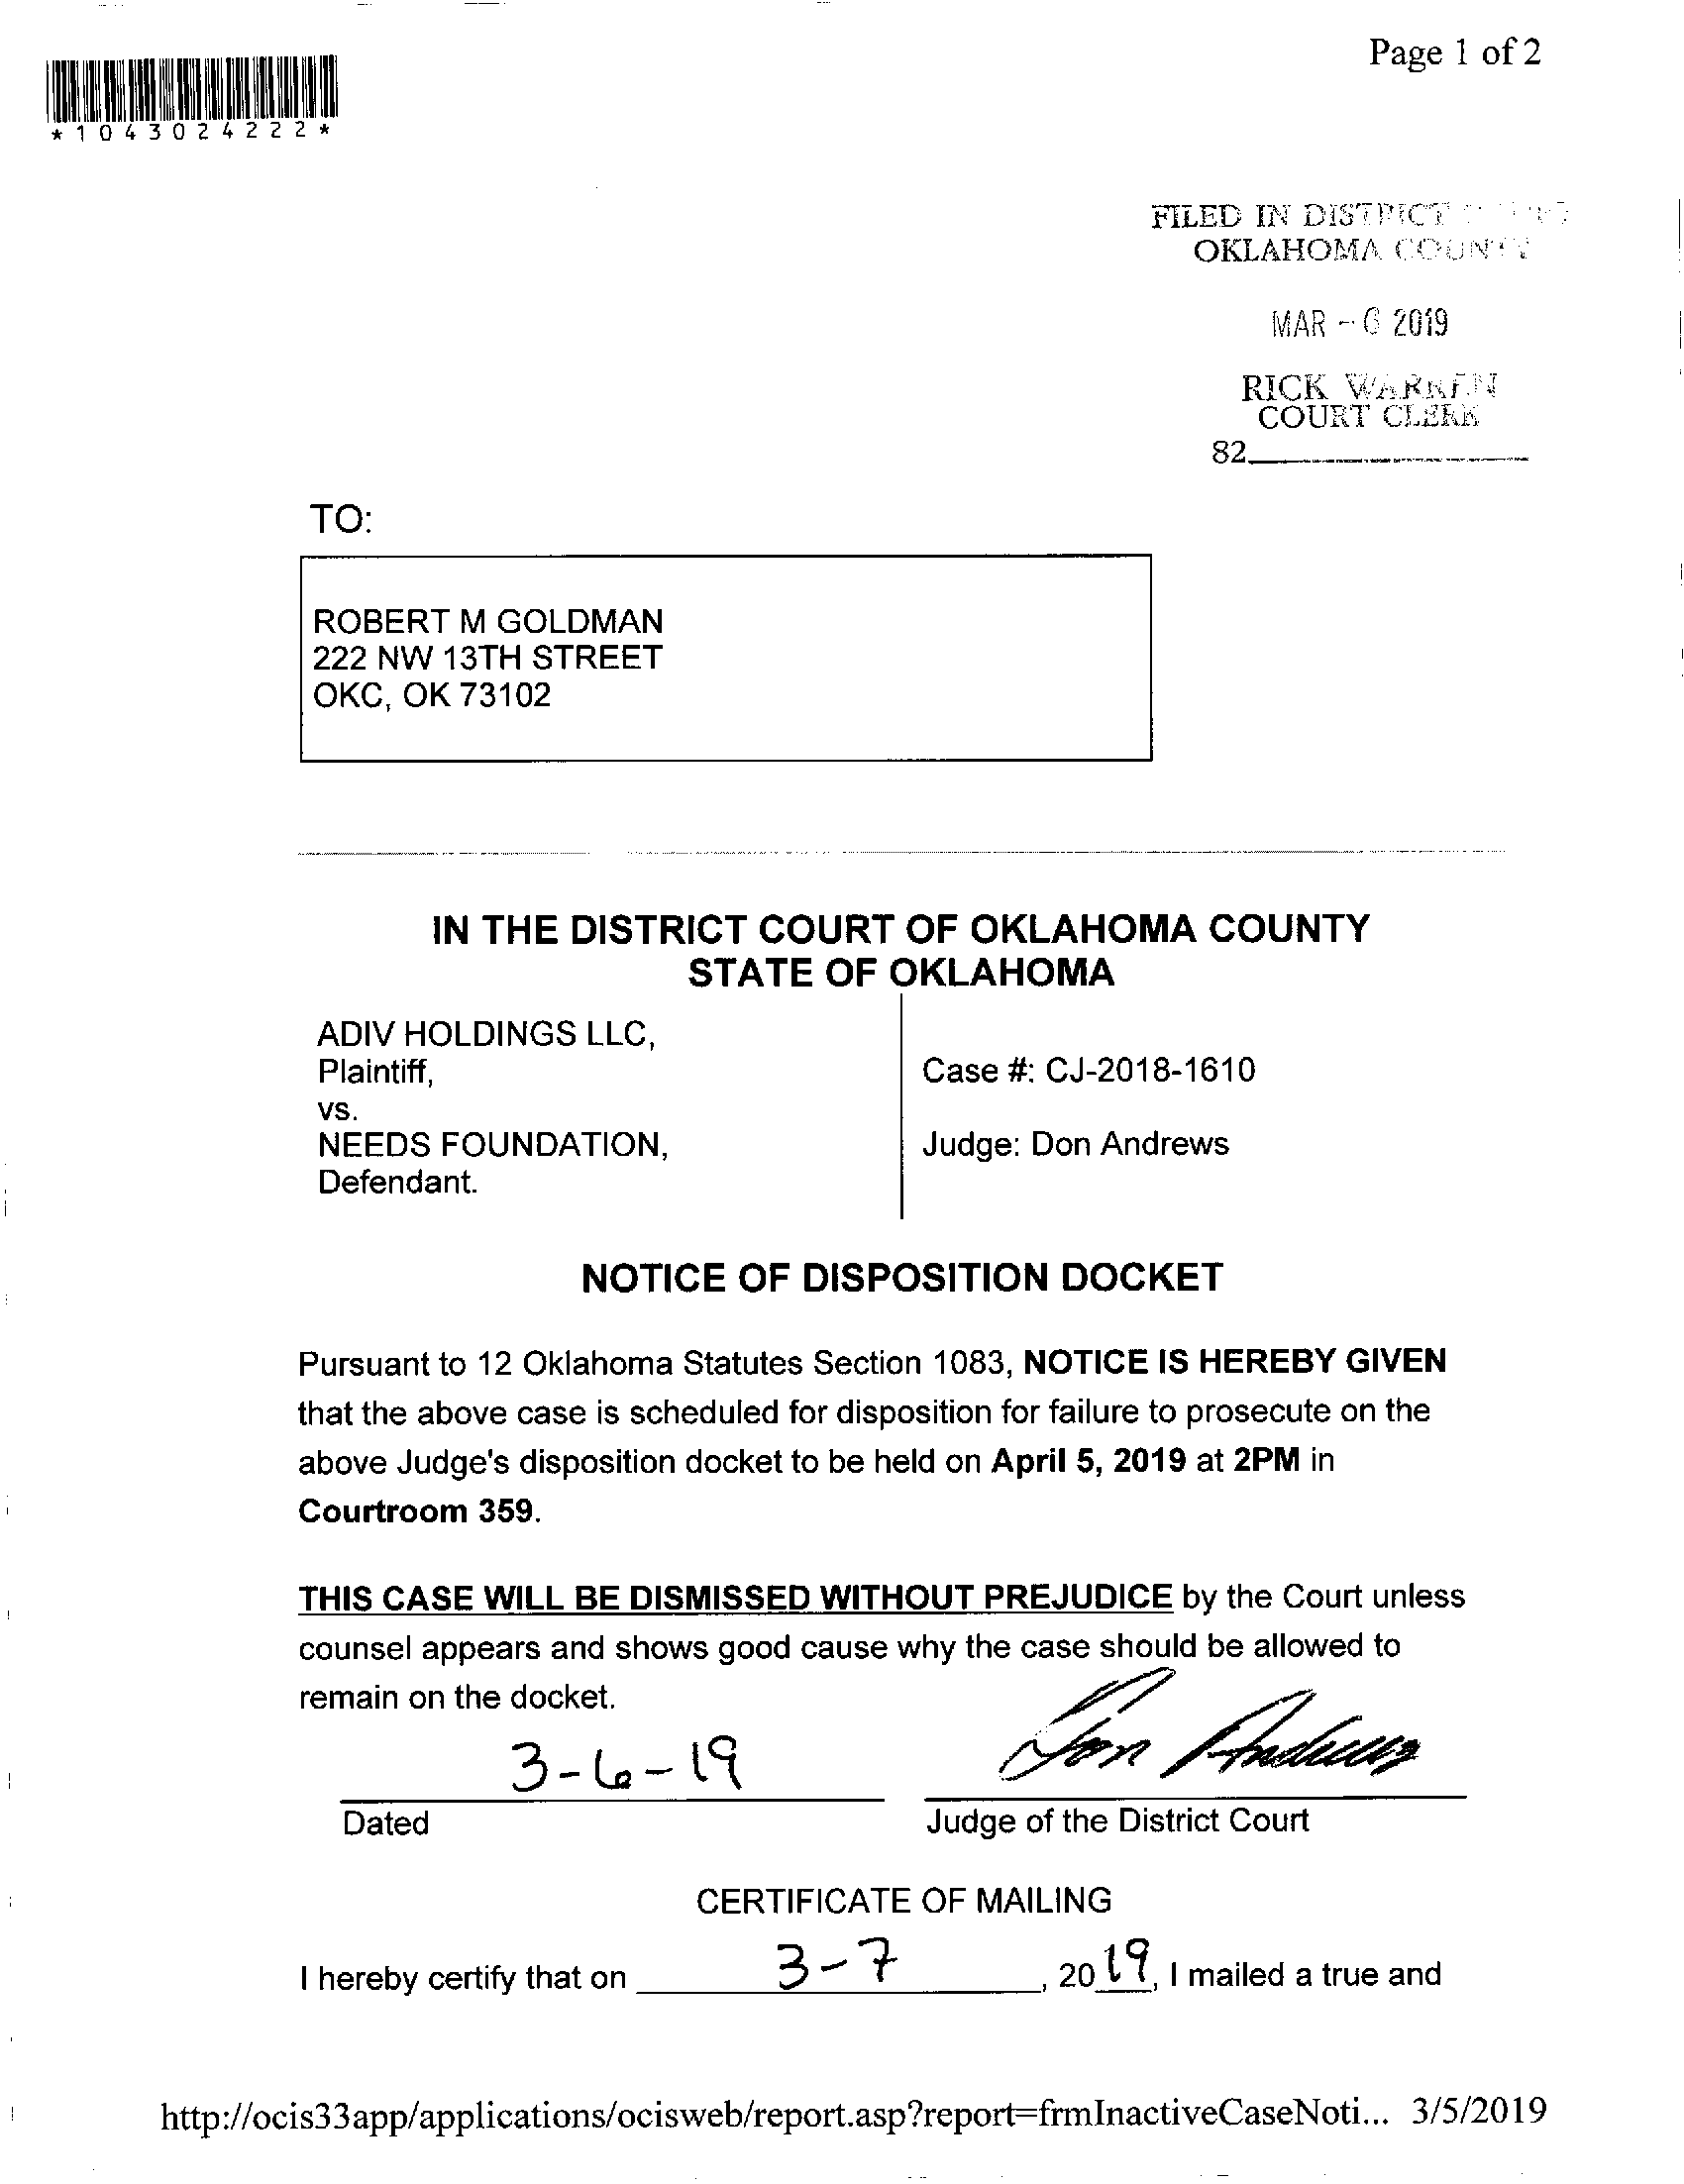 Page 1 of 2
*1043024222*
FILED IN DISTRICT
OKLAHOMA COUNTY
MAR - 6 2019
RICK WARREN
COURT CLERK
82
TO:
ROBERT M GOLDMAN
222 NW 13TH STREET
OKC, OK 73102
IN THE DISTRICT COURT OF OKLAHOMA COUNTY
STATE OF OKLAHOMA
ADIV HOLDINGS LLC,
Plaintiff,
vs.
NEEDS FOUNDATION,
Defendant.
Case #: CJ-2018-1610
Judge: Don Andrews
NOTICE OF DISPOSITION DOCKET
Pursuant to 12 Oklahoma Statutes Section 1083, NOTICE IS HEREBY GIVEN
that the above case is scheduled for disposition for failure to prosecute on the
above Judge's disposition docket to be held on April 5, 2019 at 2PM in
Courtroom 359.
THIS CASE WILL BE DISMISSED WITHOUT PREJUDICE by the Court unless
counsel appears and shows good cause why the case should be allowed to
remain on the docket.
3-6-19 Don Andrews
Dated Judge of the District Court
CERTIFICATE OF MAILING
I hereby certify that on 3-7, 2019, I mailed a true and
http://ocis33app/applications/ocisweb/report.asp?report=frmInactiveCaseNoti... 3/5/2019